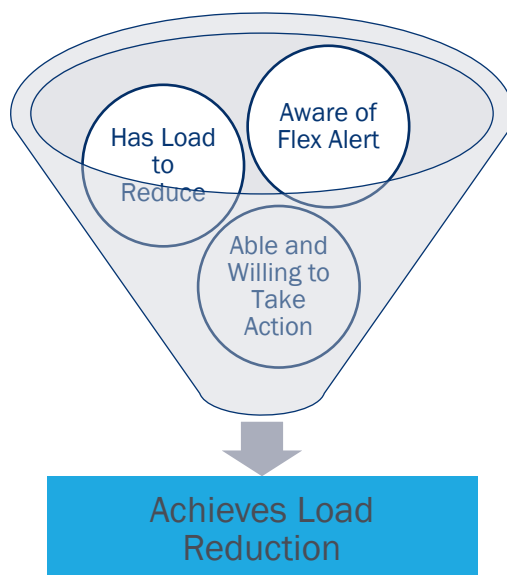 Aware of
Flex Alert
Has Load
to
Reduce
Able and
Willing to
Take
Action
Achieves Load
Reduction